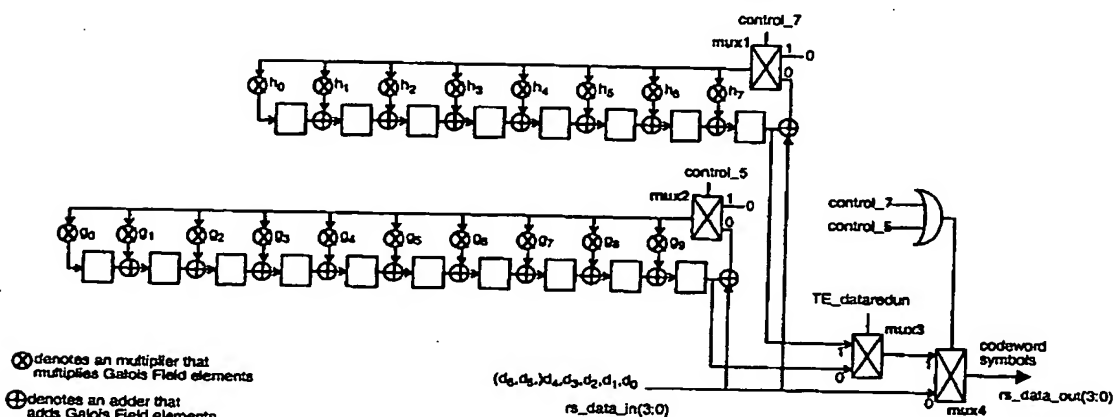 control_7
mux1
1
0
0
h0
h1
h2
h3
h4
h5
h6
h7
control_5
mux2
1
0
0
g0
g1
g2
g3
g4
g5
g6
g7
g8
g9
control_7
control_5
TE_dataredun
mux3
1
0
codeword
symbols
1
0
mux4
rs_data_out(3:0)
(d6,d5,)d4,d3,d2,d1,d0
rs_data_in(3:0)
⊗ denotes an multiplier that
multiplies Galois Field elements
⊕ denotes an adder that
adds Galois Field elements